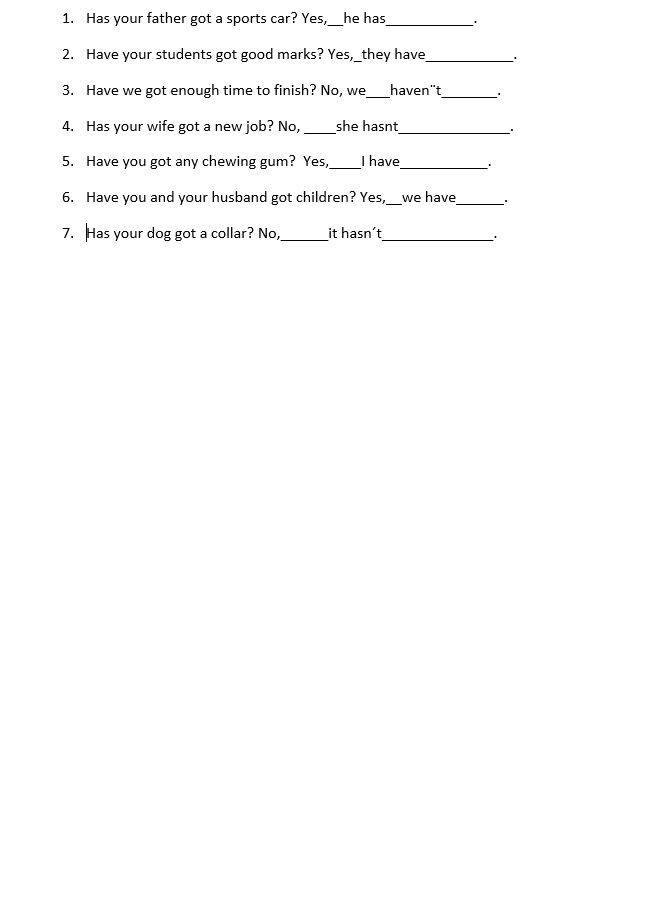 1. Has your father got a sports car? Yes,__he has___________.
2. Have your students got good marks? Yes,_they have___________.
3. Have we got enough time to finish? No, we___haven¨t_______.
4. Has your wife got a new job? No, ____she hasnt______________.
5. Have you got any chewing gum?  Yes,____I have___________.
6. Have you and your husband got children? Yes,__we have______.
7. Has your dog got a collar? No,______it hasn´t______________.